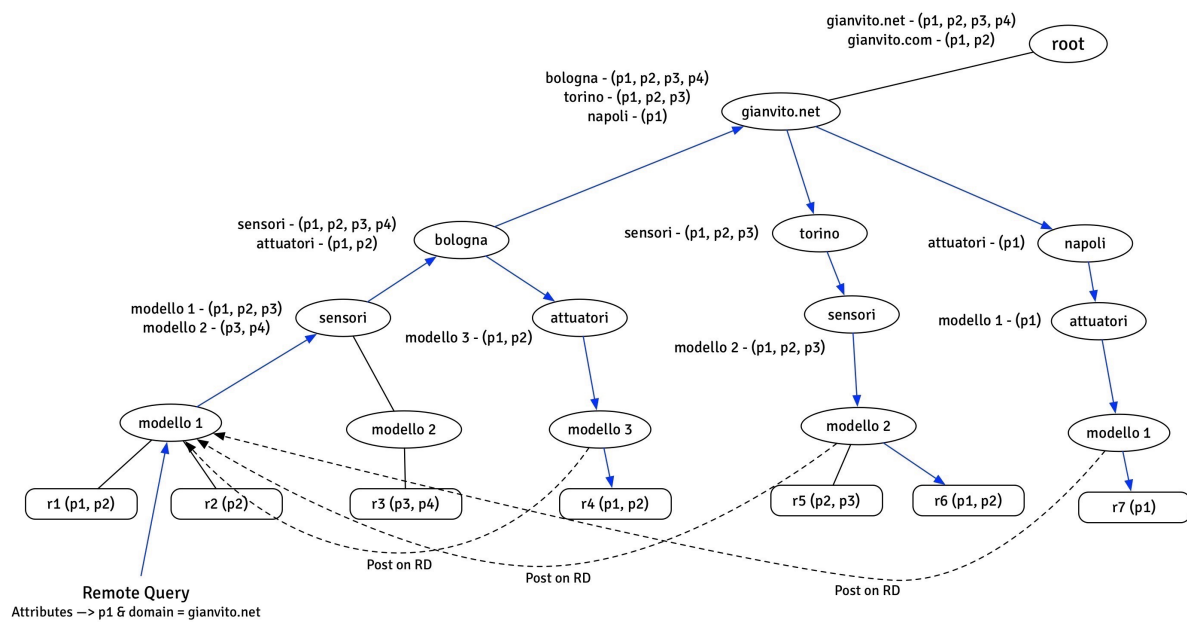 gianvito.net - (p1, p2, p3, p4)
gianvito.com - (p1, p2)
root
bologna - (p1, p2, p3, p4)
torino - (p1, p2, p3)
napoli - (p1)
gianvito.net
sensori - (p1, p2, p3, p4)
attuatori - (p1, p2)
bologna
sensori - (p1, p2, p3)
torino
attuatori - (p1)
napoli
modello 1 - (p1, p2, p3)
modello 2 - (p3, p4)
sensori
modello 3 - (p1, p2)
attuatori
modello 2 - (p1, p2, p3)
sensori
modello 1 - (p1)
attuatori
modello 1
modello 2
modello 3
modello 2
modello 1
r1 (p1, p2)
r2 (p2)
r3 (p3, p4)
r4 (p1, p2)
r5 (p2, p3)
r6 (p1, p2)
r7 (p1)
Post on RD
Post on RD
Post on RD
Remote Query
Attributes —> p1 & domain = gianvito.net